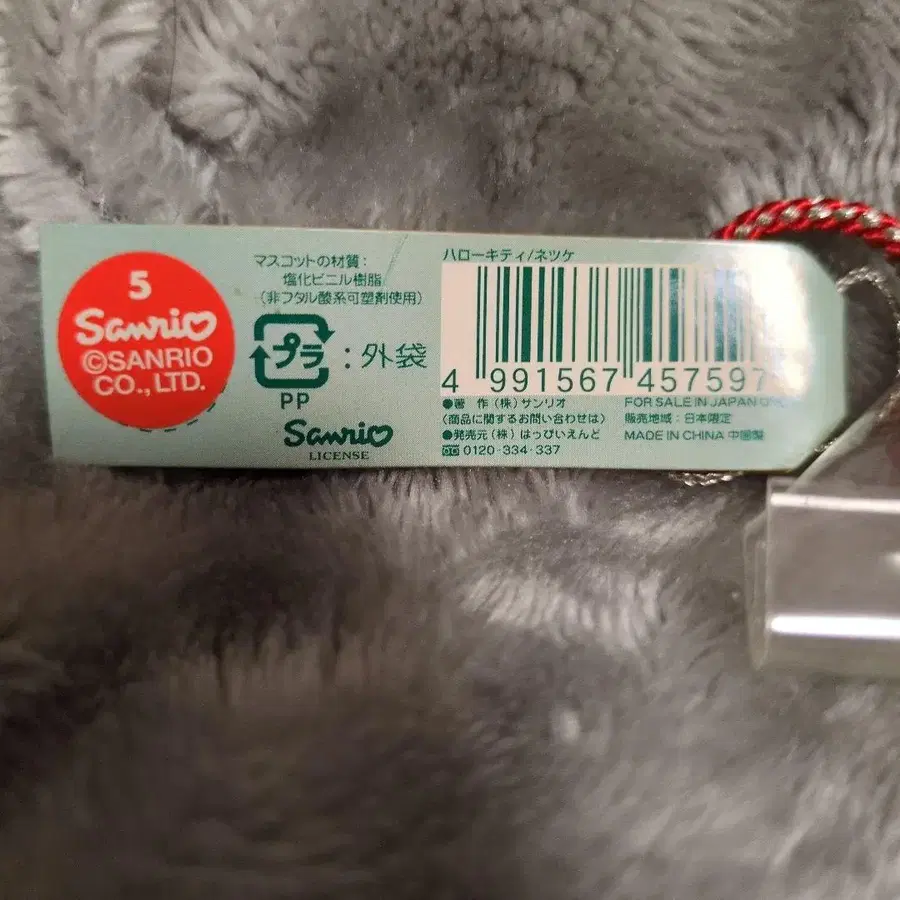 5
Sanrio
©SANRIO
CO., LTD.
マスコットの材質:
塩化ビニル樹脂
(非フタル酸系可塑剤使用)
プラ
:外袋
PP
Sanrio
LICENSE
ハローキティ/ネツケ
4 991567 457597
●著 作 (株) サンリオ
(商品に関するお問い合わせは)
●発売元 (株) はっぴいえんど
0120-334-337
FOR SALE IN JAPAN
販売地域: 日本限定
MADE IN CHINA 中国製